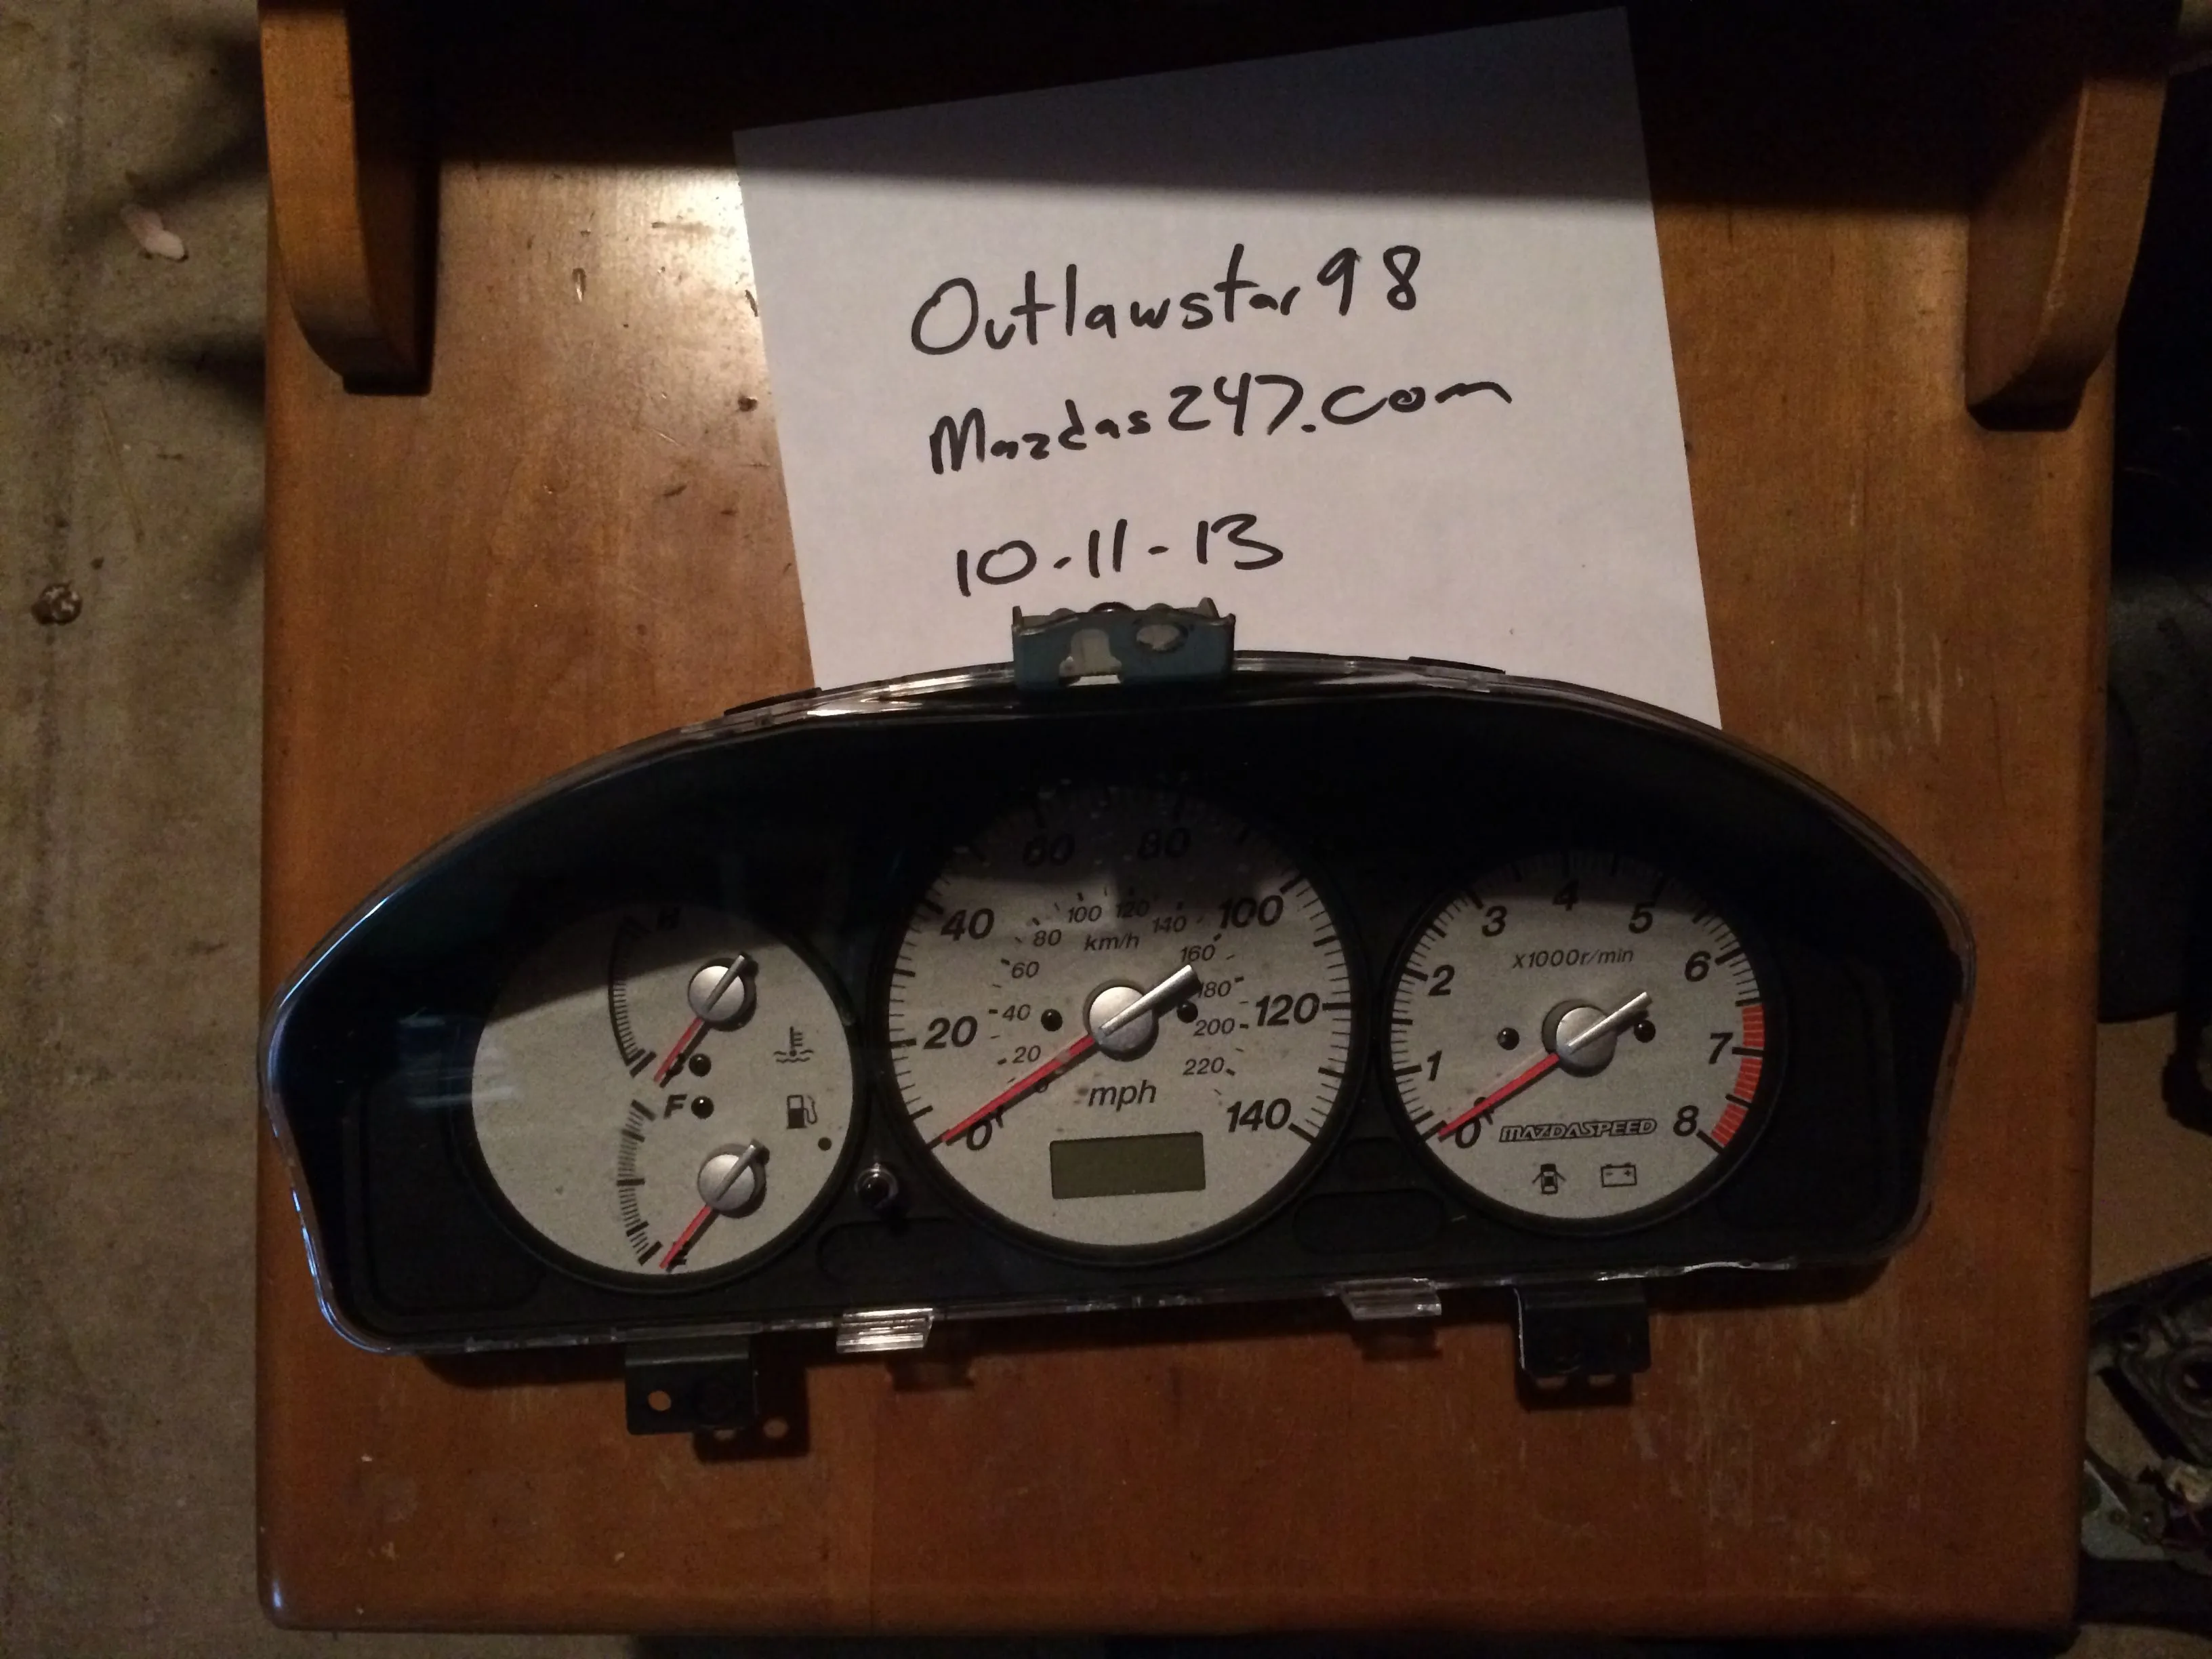 Outlawstar98
Mazdas247.com
10-11-13
H
F
60 80
40 100
20 120
0 140
mph
100 120
80 km/h 140
60 160
40 180
20 200
220
3 4 5
2 6
1 7
0 8
x1000r/min
MAZDASPEED